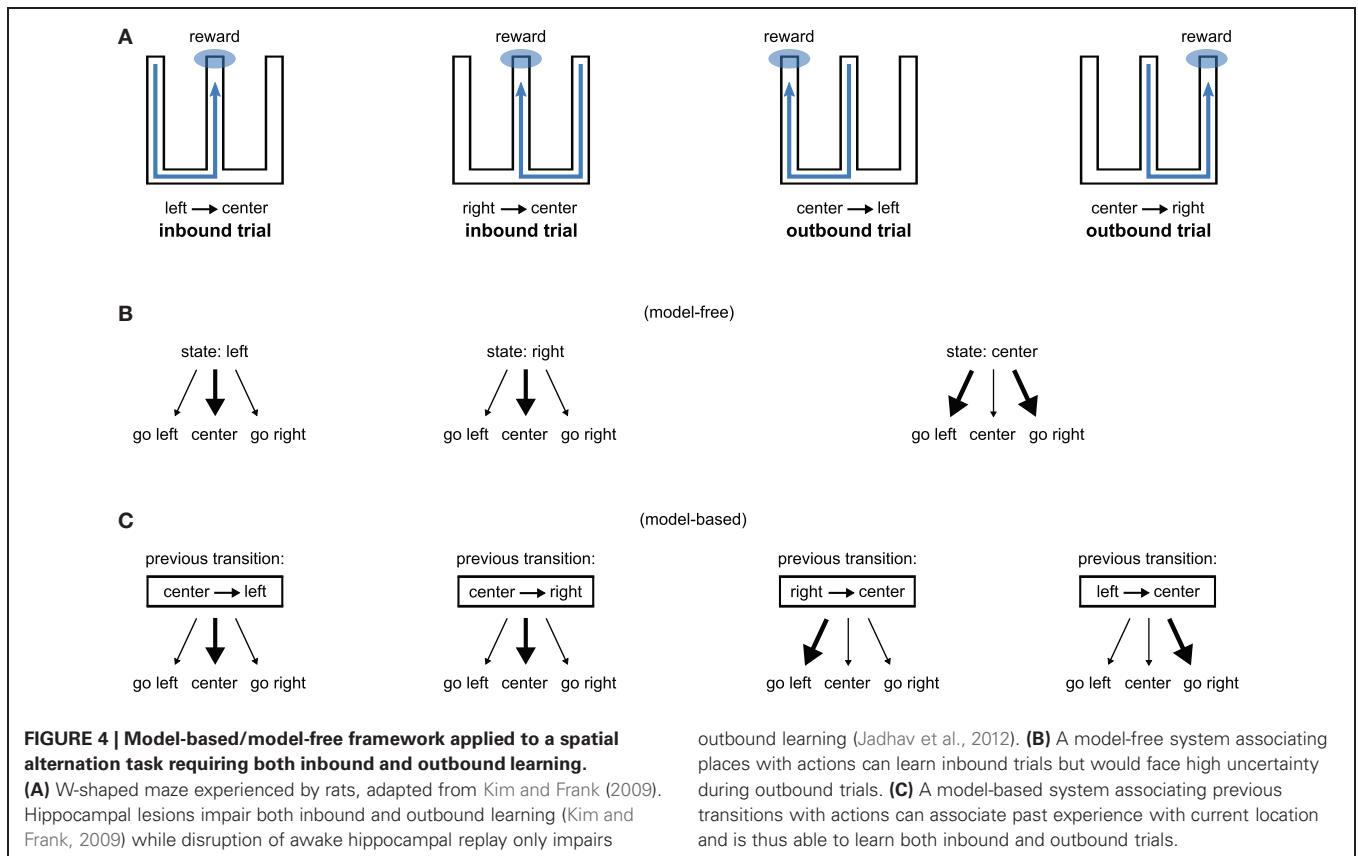 A
reward reward reward reward
left → center right → center center → left center → right
inbound trial inbound trial outbound trial outbound trial
B (model-free)
state: left state: right state: center
go left center go right go left center go right go left center go right
C (model-based)
previous transition: previous transition: previous transition: previous transition:
center → left center → right right → center left → center
go left center go right go left center go right go left center go right go left center go right
FIGURE 4 | Model-based/model-free framework applied to a spatial
alternation task requiring both inbound and outbound learning.
(A) W-shaped maze experienced by rats, adapted from Kim and Frank (2009).
Hippocampal lesions impair both inbound and outbound learning (Kim and
Frank, 2009) while disruption of awake hippocampal replay only impairs
outbound learning (Jadhav et al., 2012). (B) A model-free system associating
places with actions can learn inbound trials but would face high uncertainty
during outbound trials. (C) A model-based system associating previous
transitions with actions can associate past experience with current location
and is thus able to learn both inbound and outbound trials.